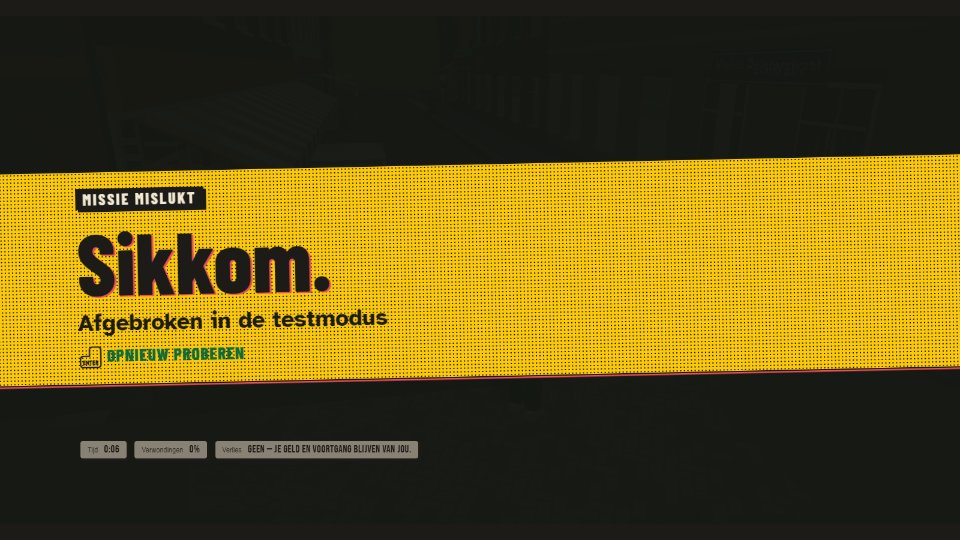 MISSIE MISLUKT
Sikkom.
Afgebroken in de testmodus
ENTER OPNIEUW PROBEREN
Tijd 0:06 Verwondingen 0% Verlies GEEN — JE GELD EN VOORTGANG BLIJVEN VAN JOU.